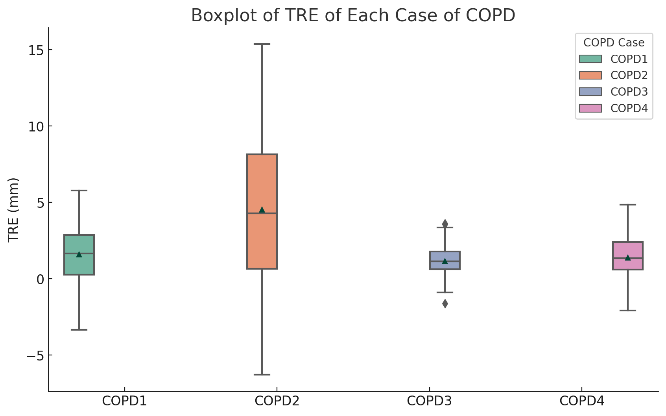 Boxplot of TRE of Each Case of COPD
COPD Case
COPD1
COPD2
COPD3
COPD4
TRE (mm)
15
10
5
0
−5
COPD1 COPD2 COPD3 COPD4